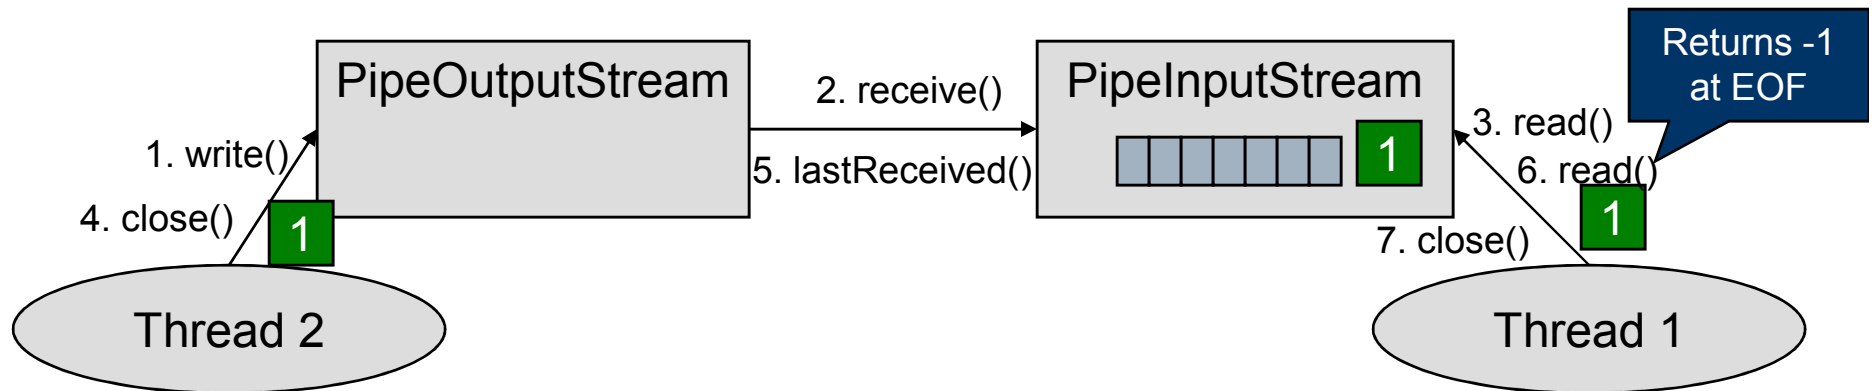 Returns -1
at EOF
PipeOutputStream
2. receive()
PipeInputStream
1. write()
5. lastReceived()
1
3. read()
6. read()
4. close()
1
1
7. close()
Thread 2
Thread 1